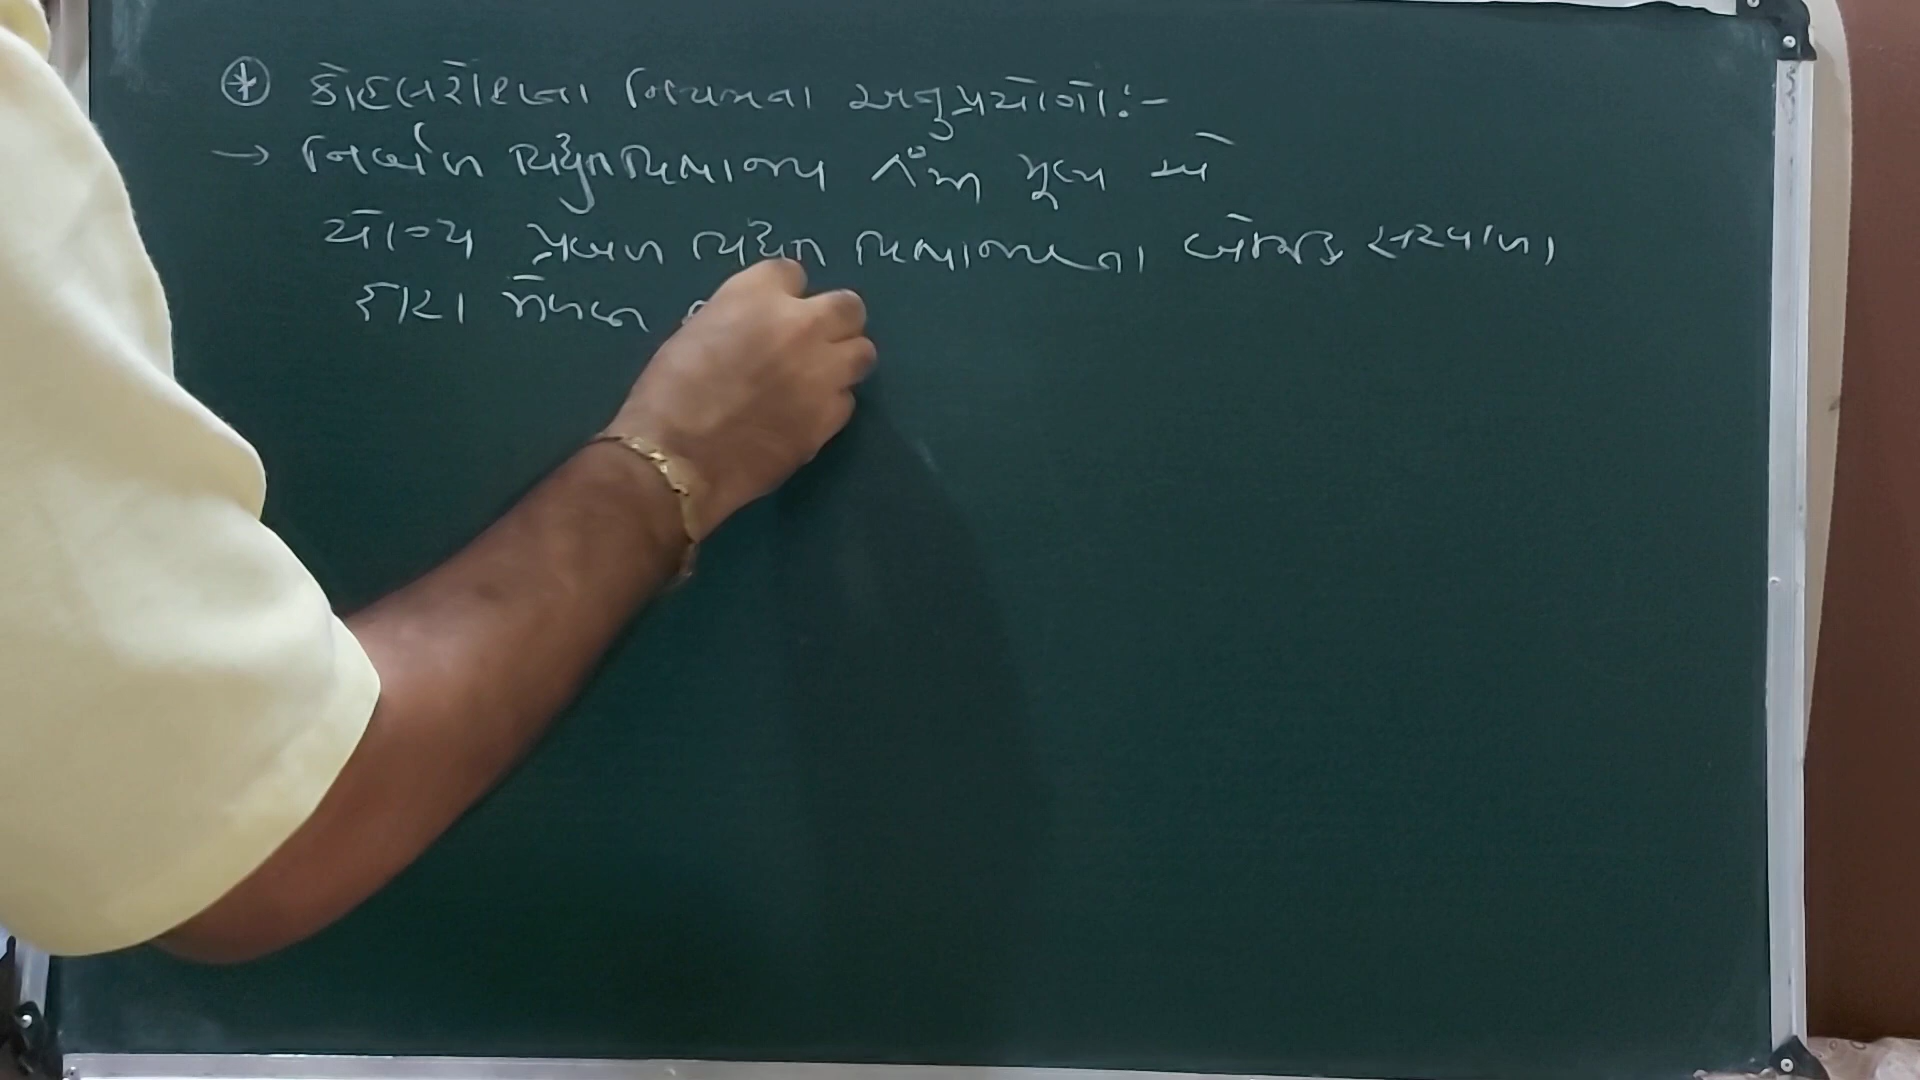 * કોહલરોશના નિયમના અનુપ્રયોગો:-
→ નિર્બળ વિદ્યુતવિભાજ્ય Λ°m મૂલ્ય એ
યોગ્ય પ્રબળ વિદ્યુત વિભાજ્યના બૈજીક સરવાળા
દ્વારા મેળવી